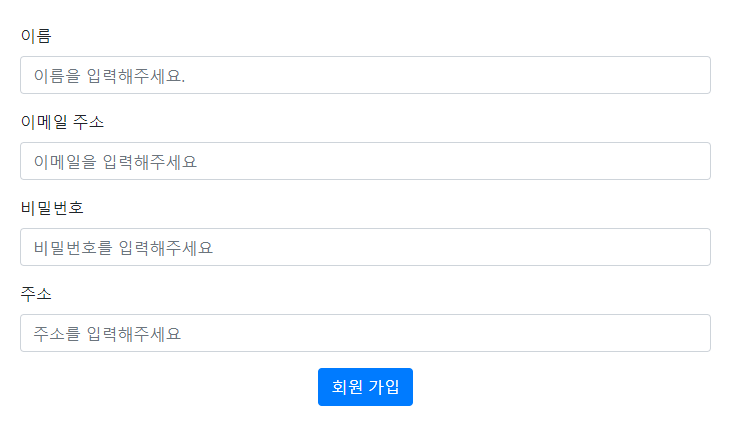 이름
이름을 입력해주세요.
이메일 주소
이메일을 입력해주세요
비밀번호
비밀번호를 입력해주세요
주소
주소를 입력해주세요
회원 가입